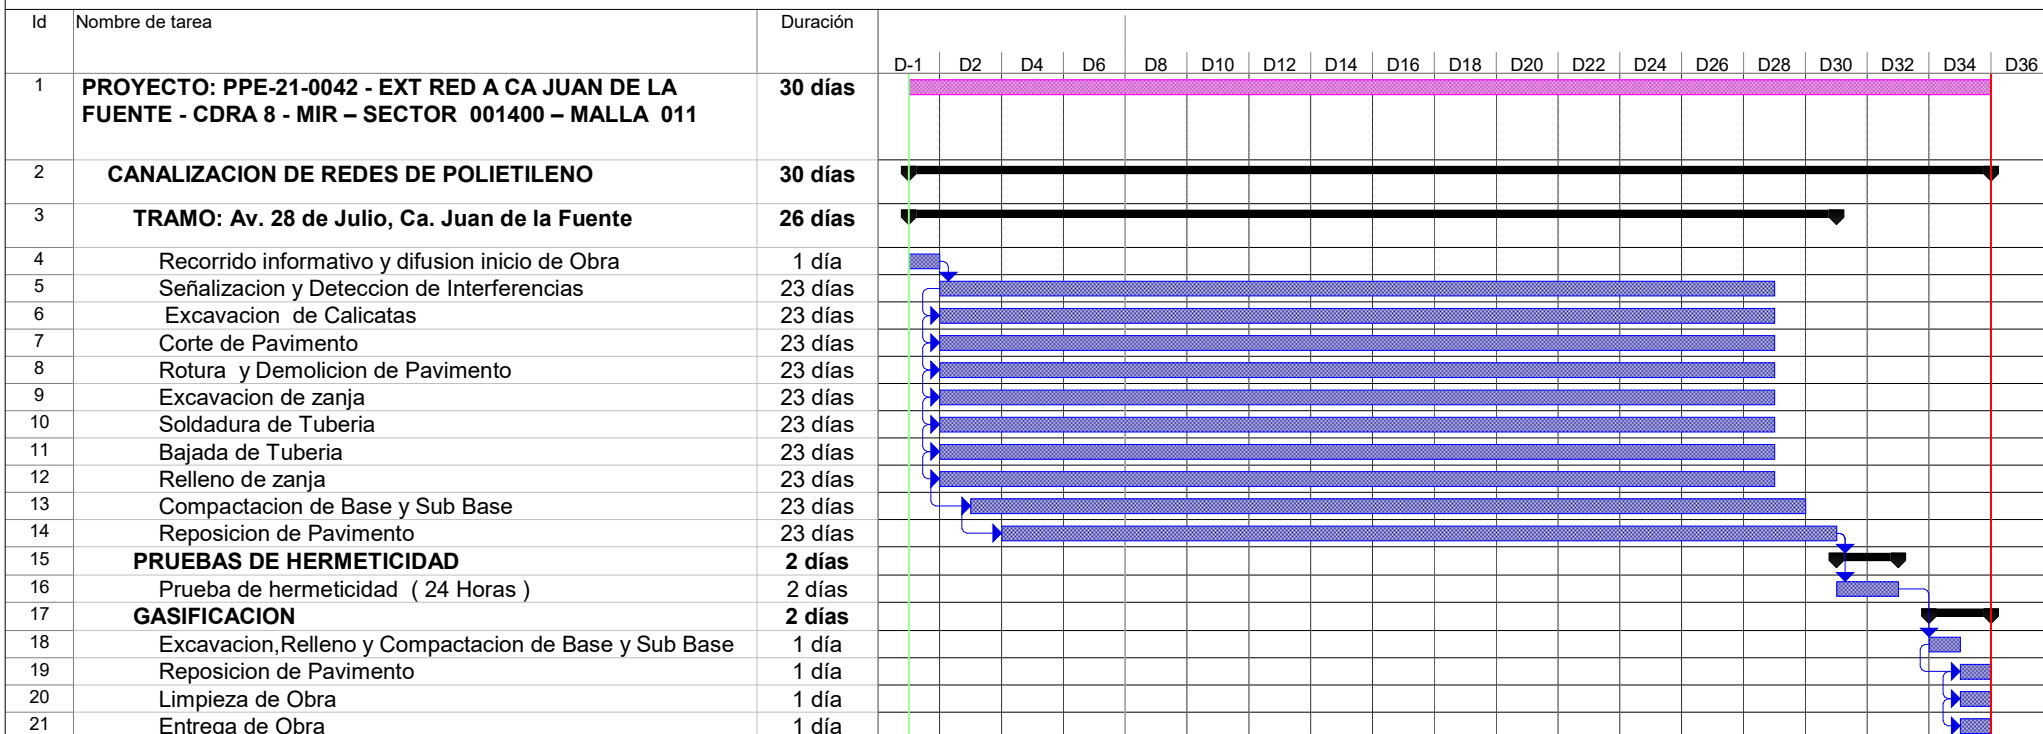 Id Nombre de tarea Duración
D-1 D2 D4 D6 D8 D10 D12 D14 D16 D18 D20 D22 D24 D26 D28 D30 D32 D34 D36
1 PROYECTO: PPE-21-0042 - EXT RED A CA JUAN DE LA 30 días
FUENTE - CDRA 8 - MIR – SECTOR 001400 – MALLA 011
2 CANALIZACION DE REDES DE POLIETILENO 30 días
3 TRAMO: Av. 28 de Julio, Ca. Juan de la Fuente 26 días
4 Recorrido informativo y difusion inicio de Obra 1 día
5 Señalizacion y Deteccion de Interferencias 23 días
6 Excavacion de Calicatas 23 días
7 Corte de Pavimento 23 días
8 Rotura y Demolicion de Pavimento 23 días
9 Excavacion de zanja 23 días
10 Soldadura de Tuberia 23 días
11 Bajada de Tuberia 23 días
12 Relleno de zanja 23 días
13 Compactacion de Base y Sub Base 23 días
14 Reposicion de Pavimento 23 días
15 PRUEBAS DE HERMETICIDAD 2 días
16 Prueba de hermeticidad ( 24 Horas ) 2 días
17 GASIFICACION 2 días
18 Excavacion,Relleno y Compactacion de Base y Sub Base 1 día
19 Reposicion de Pavimento 1 día
20 Limpieza de Obra 1 día
21 Entrega de Obra 1 día